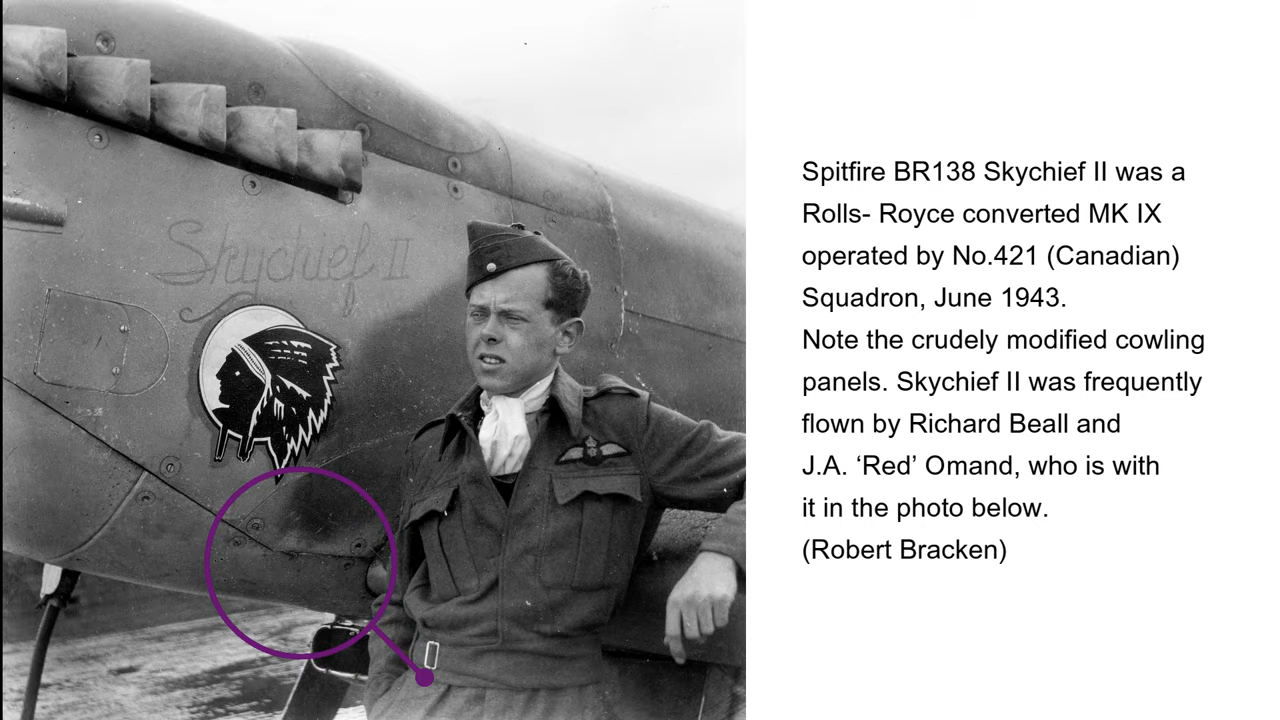 Skychief II
Spitfire BR138 Skychief II was a
Rolls- Royce converted MK IX
operated by No.421 (Canadian)
Squadron, June 1943.
Note the crudely modified cowling
panels. Skychief II was frequently
flown by Richard Beall and
J.A. ‘Red’ Omand, who is with
it in the photo below.
(Robert Bracken)